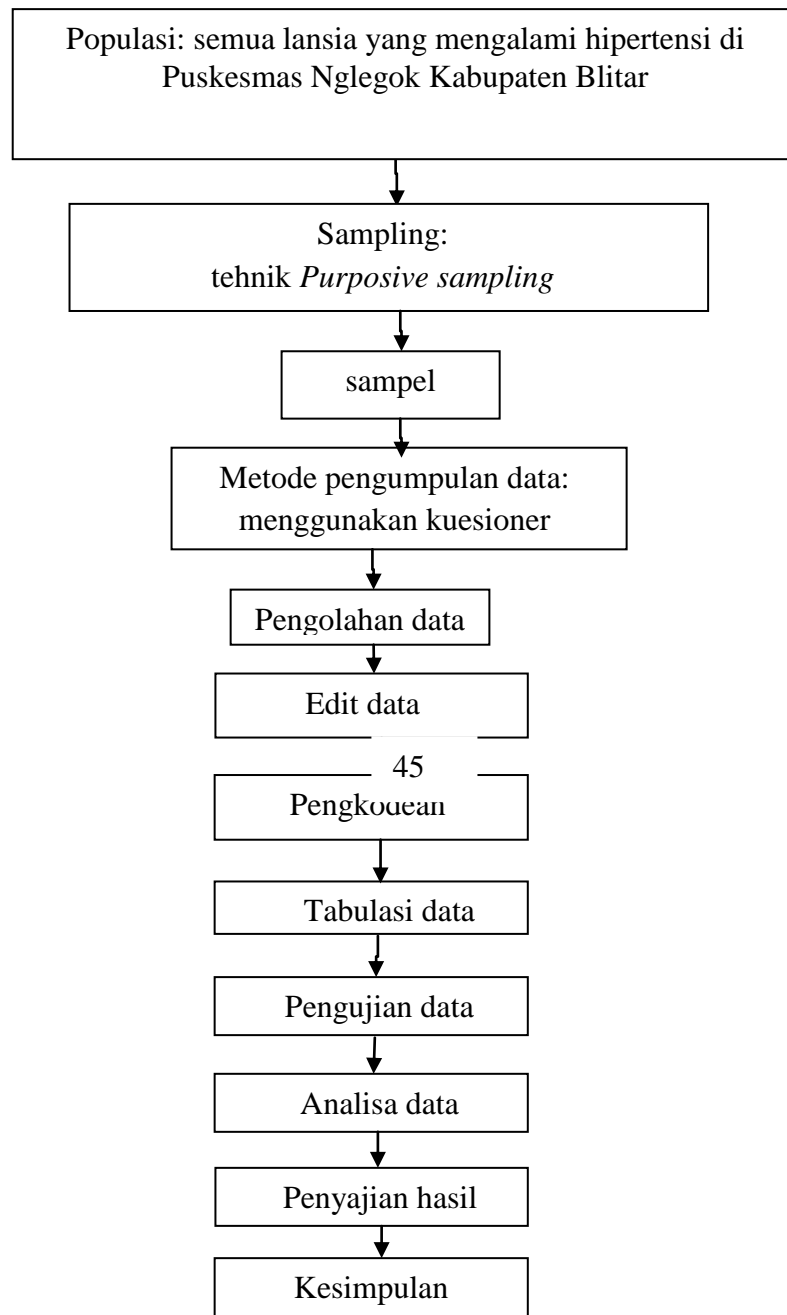 Populasi: semua lansia yang mengalami hipertensi di
Puskesmas Nglegok Kabupaten Blitar
Sampling:
tehnik Purposive sampling
sampel
Metode pengumpulan data:
menggunakan kuesioner
Pengolahan data
Edit data
45
Pengkodean
Tabulasi data
Pengujian data
Analisa data
Penyajian hasil
Kesimpulan